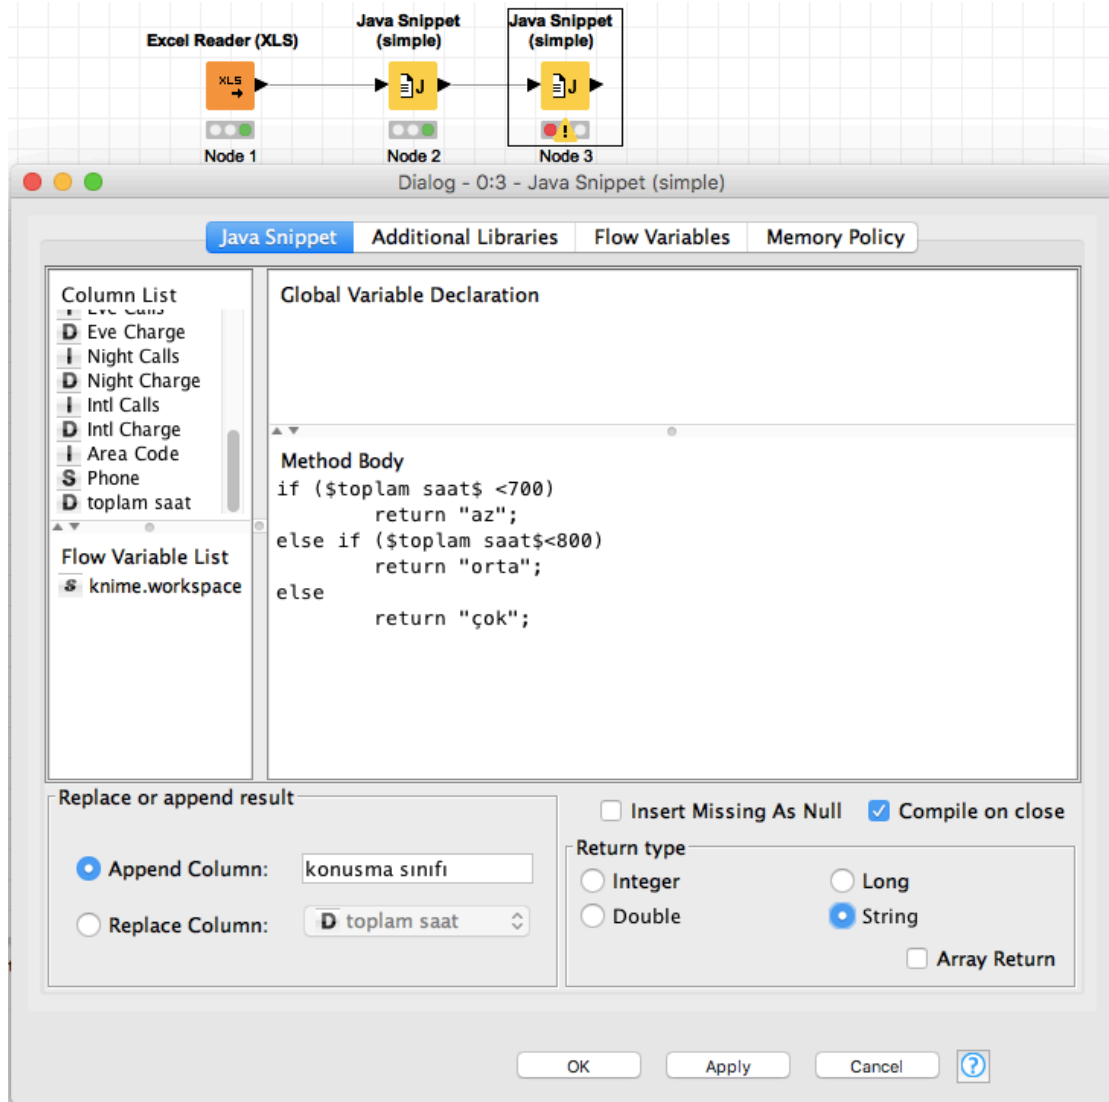 Java Snippet
(simple)
Java Snippet
(simple)
Excel Reader (XLS)
XLS
J
J
!
Node 1
Node 2
Node 3
Dialog - 0:3 - Java Snippet (simple)
Java Snippet
Additional Libraries
Flow Variables
Memory Policy
Column List
I Eve Calls
D Eve Charge
I Night Calls
D Night Charge
I Intl Calls
D Intl Charge
I Area Code
S Phone
D toplam saat
Flow Variable List
s knime.workspace
Global Variable Declaration
Method Body
if ($toplam saat$ <700)
return "az";
else if ($toplam saat$<800)
return "orta";
else
return "çok";
Replace or append result
Append Column:
konusma sınıfı
Replace Column:
D toplam saat
Insert Missing As Null
Compile on close
Return type
Integer
Long
Double
String
Array Return
OK
Apply
Cancel
?